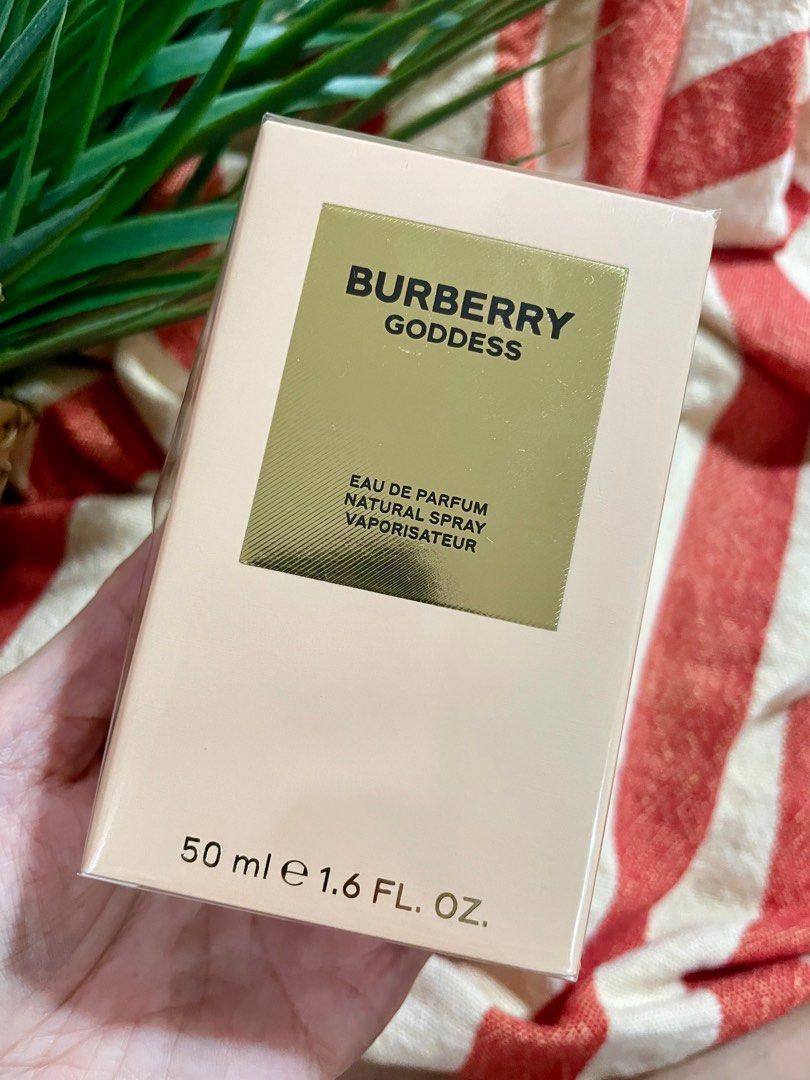 BURBERRY
GODDESS
EAU DE PARFUM
NATURAL SPRAY
VAPORISATEUR
50 ml ℮ 1.6 FL. OZ.